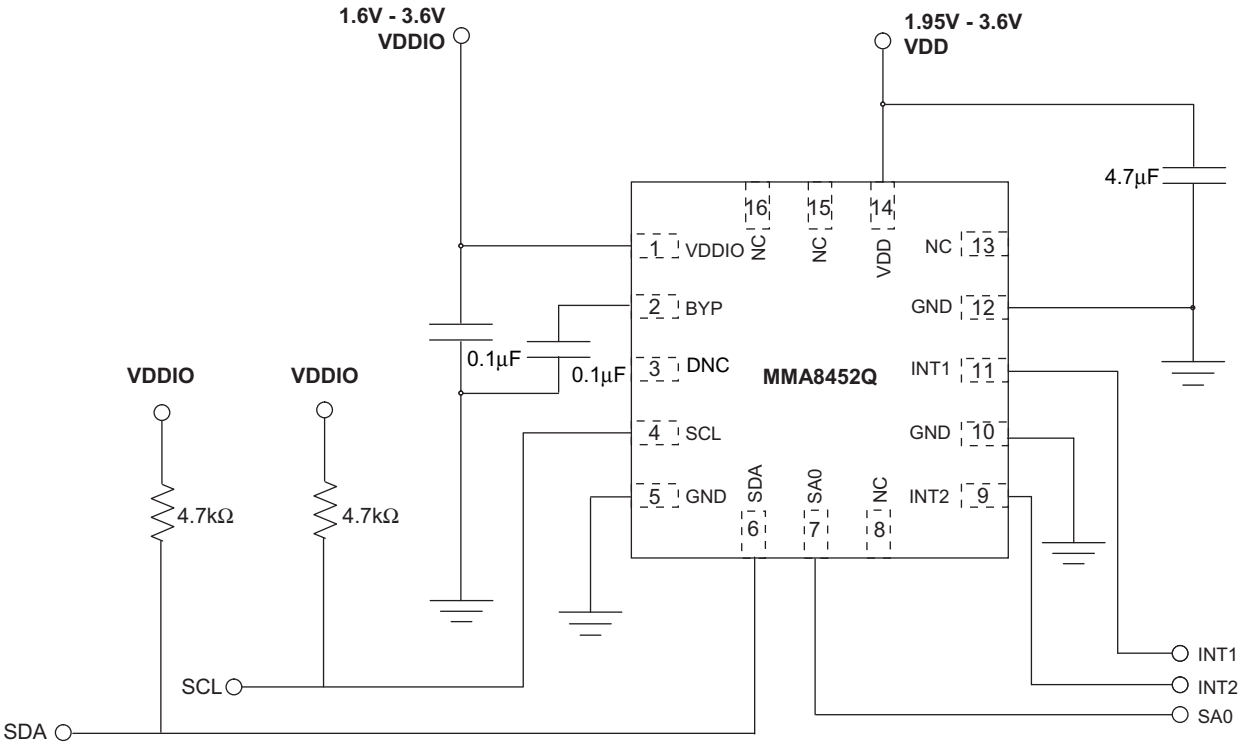 1.6V - 3.6V
VDDIO
1.95V - 3.6V
VDD
4.7μF
16
NC
15
NC
14
VDD
1 VDDIO
NC 13
2 BYP
GND 12
0.1μF
0.1μF
3 DNC
MMA8452Q
INT1 11
VDDIO
VDDIO
4 SCL
GND 10
5 GND
SDA
6
SA0
7
NC
8
INT2 9
4.7kΩ
4.7kΩ
INT1
SCL
INT2
SA0
SDA